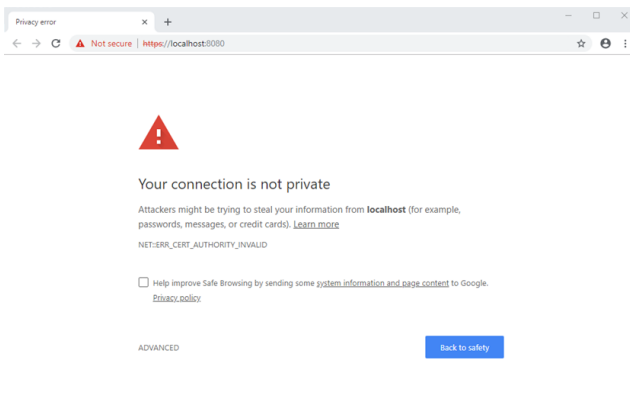 Privacy error
Not secure | https://localhost:8080
Your connection is not private
Attackers might be trying to steal your information from localhost (for example,
passwords, messages, or credit cards). Learn more
NET::ERR_CERT_AUTHORITY_INVALID
Help improve Safe Browsing by sending some system information and page content to Google.
Privacy policy
ADVANCED
Back to safety